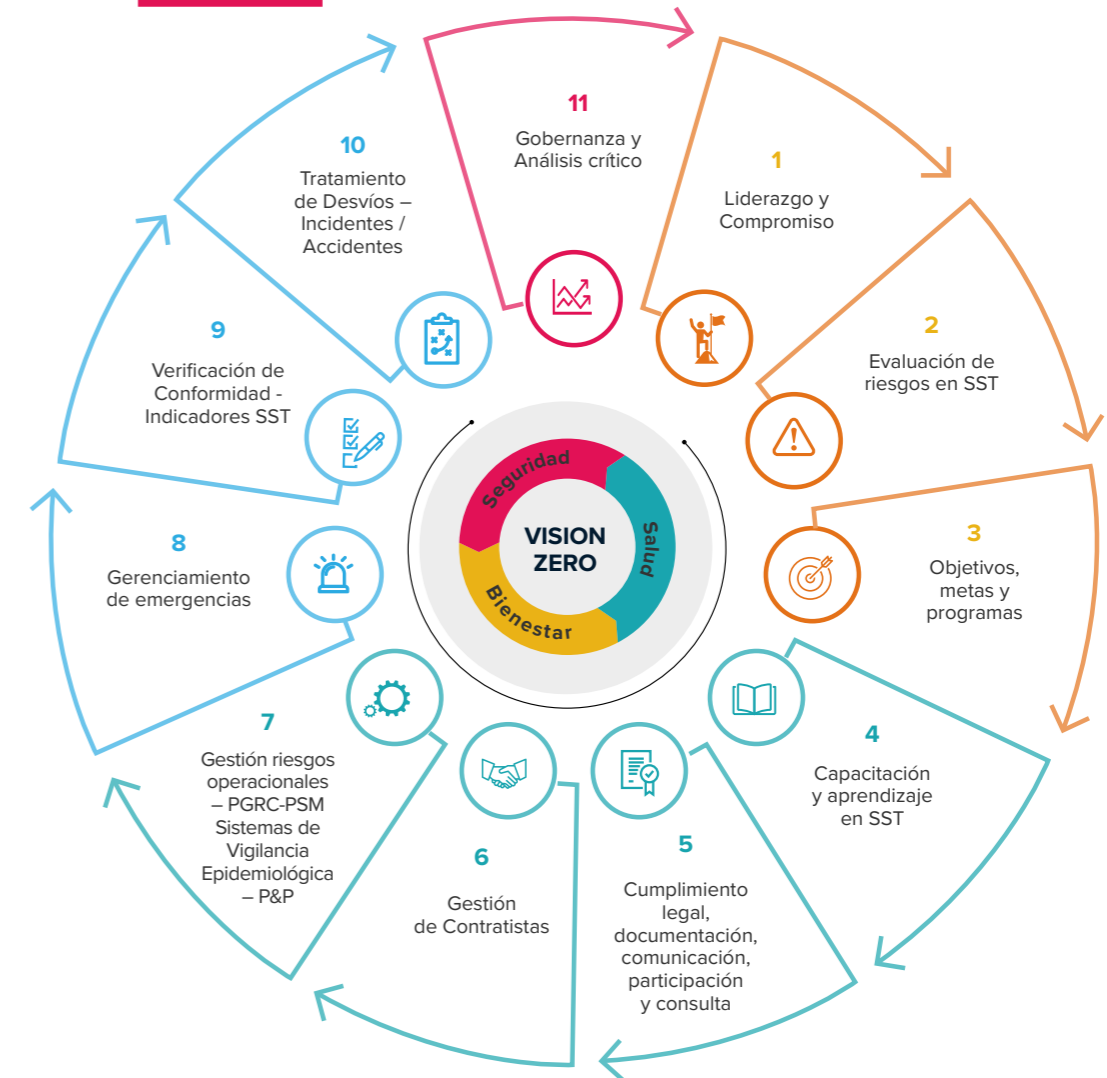 11
Gobernanza y
Análisis crítico
1
Liderazgo y
Compromiso
2
Evaluación de
riesgos en SST
3
Objetivos,
metas y
programas
4
Capacitación
y aprendizaje
en SST
5
Cumplimiento
legal,
documentación,
comunicación,
participación
y consulta
6
Gestión
de Contratistas
7
Gestión riesgos
operacionales
– PGRC-PSM
Sistemas de
Vigilancia
Epidemiológica
– P&P
8
Gerenciamiento
de emergencias
9
Verificación de
Conformidad -
Indicadores SST
10
Tratamiento
de Desvíos –
Incidentes /
Accidentes
Seguridad
Salud
Bienestar
VISION
ZERO